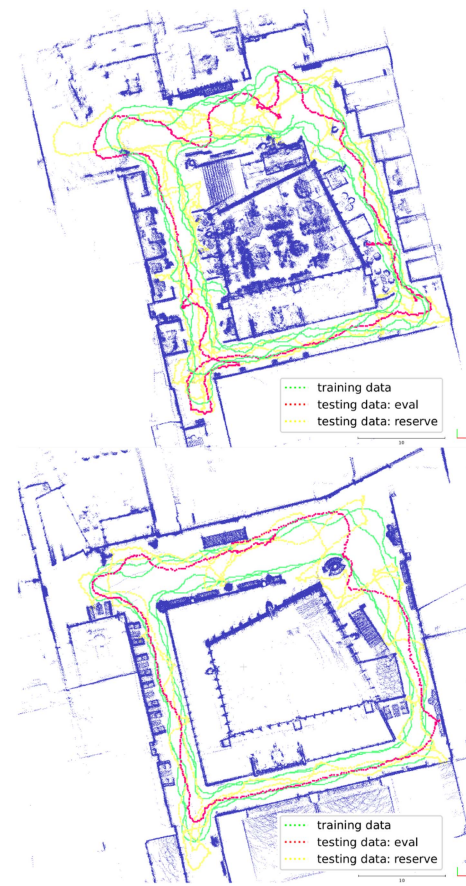 training data
testing data: eval
testing data: reserve
10
training data
testing data: eval
testing data: reserve
10